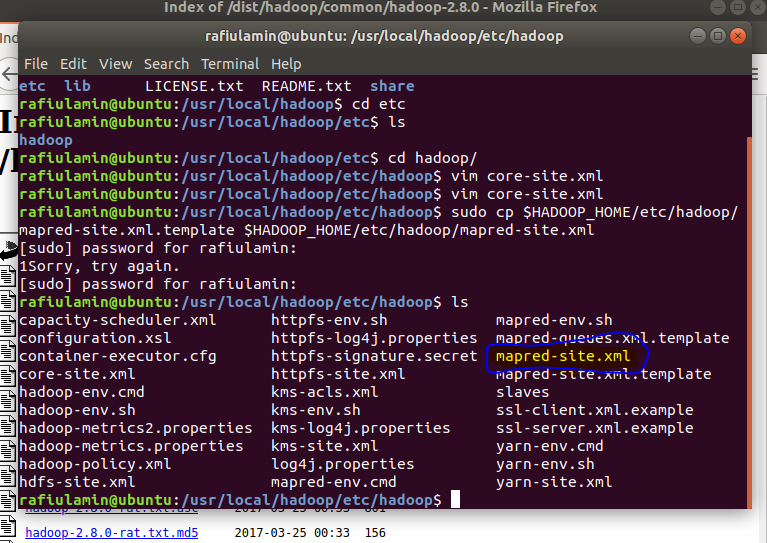 Index of /dist/hadoop/common/hadoop-2.8.0 - Mozilla Firefox
rafiulamin@ubuntu: /usr/local/hadoop/etc/hadoop
File Edit View Search Terminal Help
etc lib LICENSE.txt README.txt share
rafiulamin@ubuntu:/usr/local/hadoop$ cd etc
rafiulamin@ubuntu:/usr/local/hadoop/etc$ ls
hadoop
rafiulamin@ubuntu:/usr/local/hadoop/etc$ cd hadoop/
rafiulamin@ubuntu:/usr/local/hadoop/etc/hadoop$ vim core-site.xml
rafiulamin@ubuntu:/usr/local/hadoop/etc/hadoop$ vim core-site.xml
rafiulamin@ubuntu:/usr/local/hadoop/etc/hadoop$ sudo cp $HADOOP_HOME/etc/hadoop/
mapred-site.xml.template $HADOOP_HOME/etc/hadoop/mapred-site.xml
[sudo] password for rafiulamin:
1Sorry, try again.
[sudo] password for rafiulamin:
rafiulamin@ubuntu:/usr/local/hadoop/etc/hadoop$ ls
capacity-scheduler.xml httpfs-env.sh mapred-env.sh
configuration.xsl httpfs-log4j.properties mapred-queues.xml.template
container-executor.cfg httpfs-signature.secret mapred-site.xml
core-site.xml httpfs-site.xml mapred-site.xml.template
hadoop-env.cmd kms-acls.xml slaves
hadoop-env.sh kms-env.sh ssl-client.xml.example
hadoop-metrics2.properties kms-log4j.properties ssl-server.xml.example
hadoop-metrics.properties kms-site.xml yarn-env.cmd
hadoop-policy.xml log4j.properties yarn-env.sh
hdfs-site.xml mapred-env.cmd yarn-site.xml
rafiulamin@ubuntu:/usr/local/hadoop/etc/hadoop$
hadoop-2.8.0-rat.txt.md5 2017-03-25 00:33 156